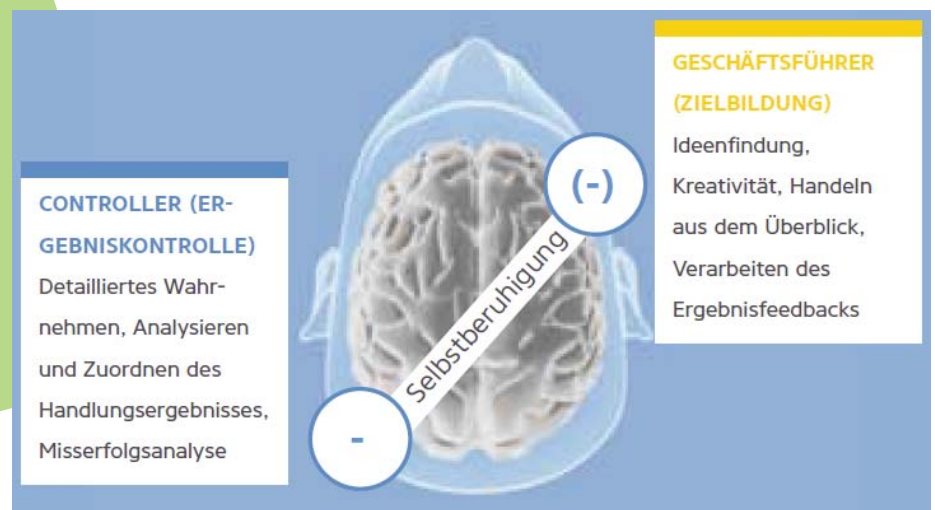 GESCHÄFTSFÜHRER
(ZIELBILDUNG)
Ideenfindung,
Kreativität, Handeln
aus dem Überblick,
Verarbeiten des
Ergebnisfeedbacks
(-)
Selbstberuhigung
-
CONTROLLER (ER-
GEBNISKONTROLLE)
Detailliertes Wahr-
nehmen, Analysieren
und Zuordnen des
Handlungsergebnisses,
Misserfolgsanalyse